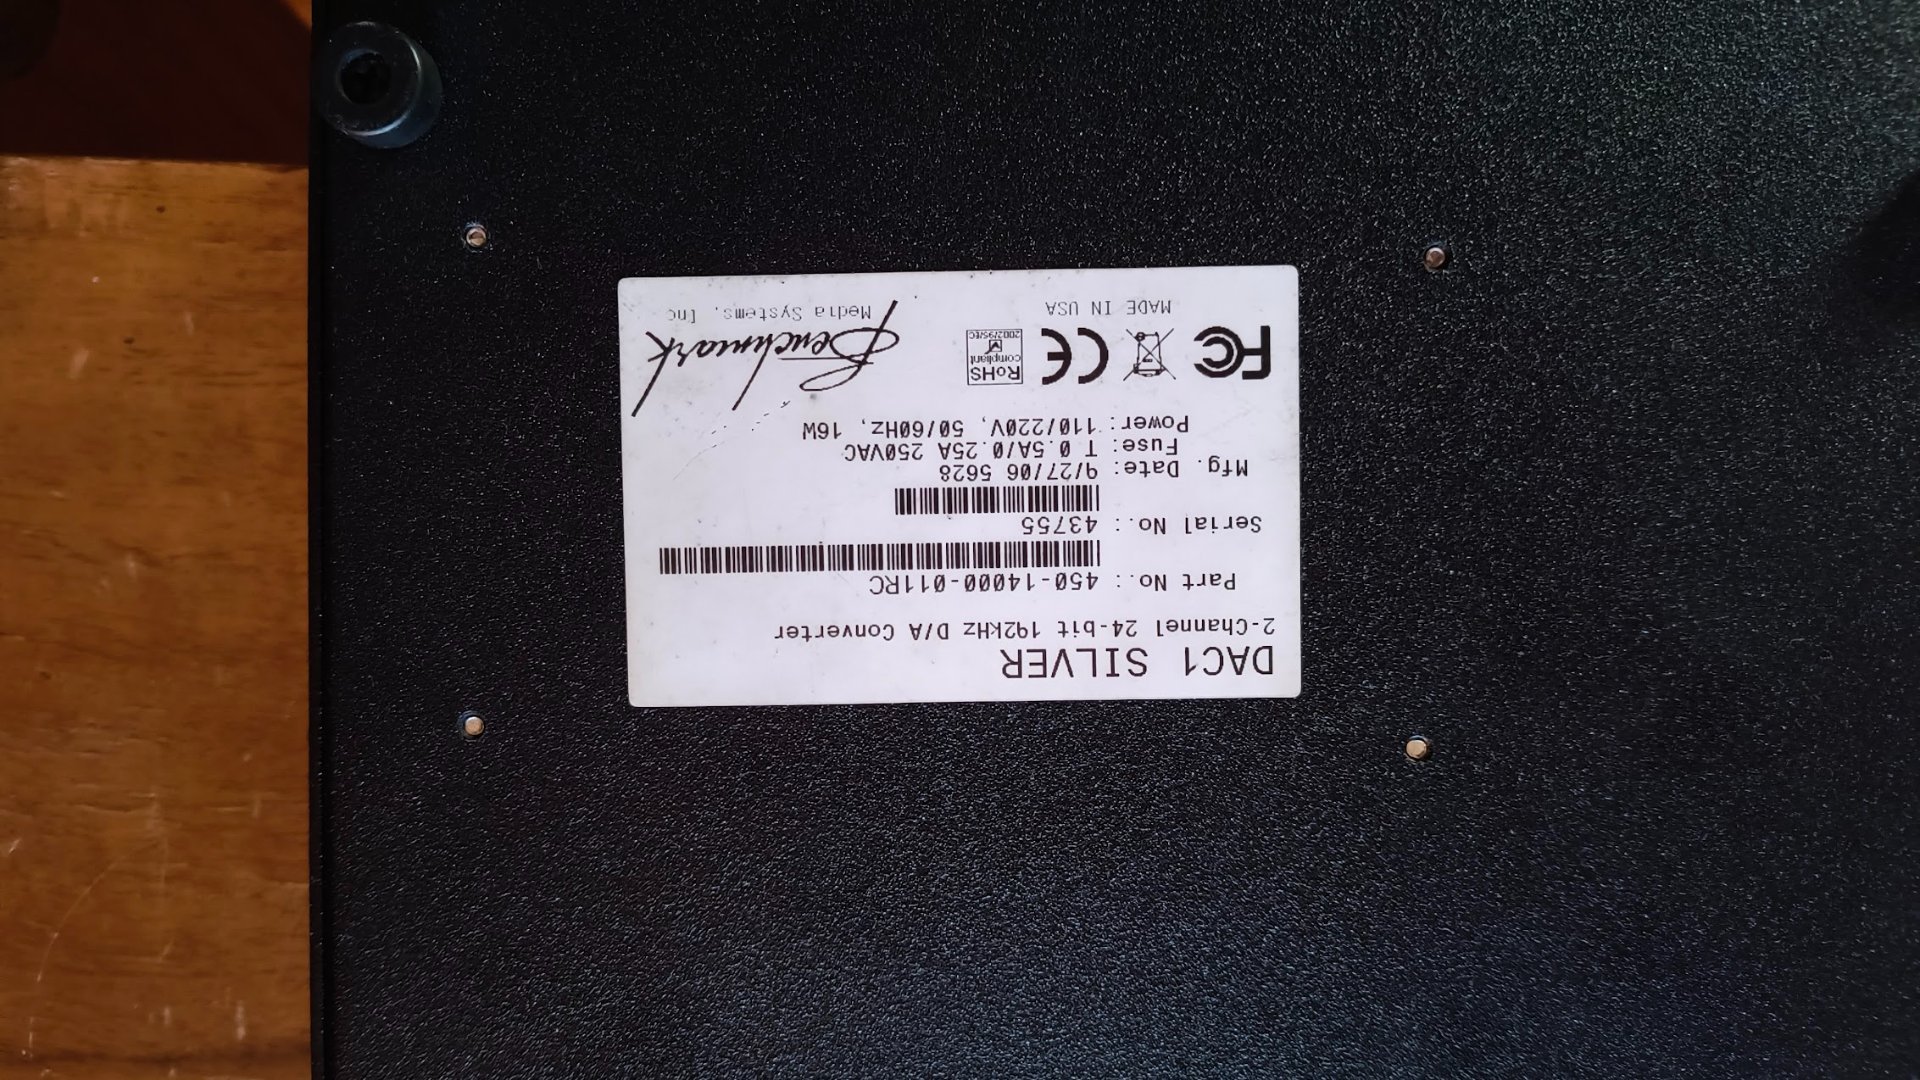 DAC1 SILVER
2-Channel 24-bit 192kHz D/A Converter
Part No.: 450-14000-011RC
Serial No.: 43755
Mfg. Date: 9/27/06 5628
Fuse: T 0.5A/0.25A 250VAC
Power: 110/220V, 50/60Hz, 16W
FC CE RoHS
compliant
2002/95/EC
Benchmark
MADE IN USA
Media Systems, Inc